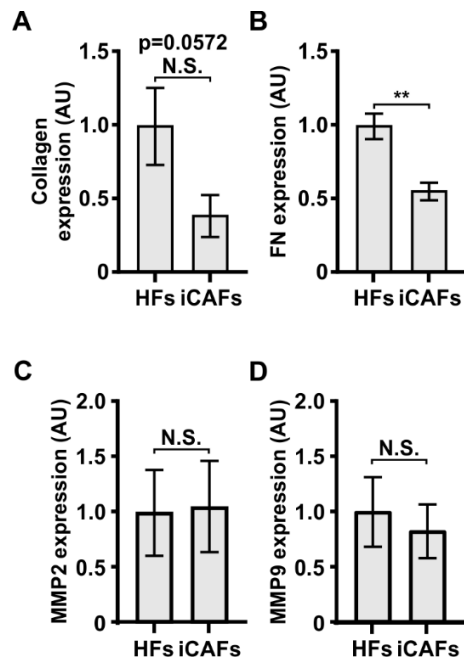 A
Collagen
expression (AU)
p=0.0572
N.S.
1.5
1.0
0.5
0
HFs iCAFs
B
FN expression (AU)
**
1.5
1.0
0.5
0
HFs iCAFs
C
MMP2 expression (AU)
N.S.
2.0
1.5
1.0
0.5
0
HFs iCAFs
D
MMP9 expression (AU)
N.S.
2.0
1.5
1.0
0.5
0
HFs iCAFs